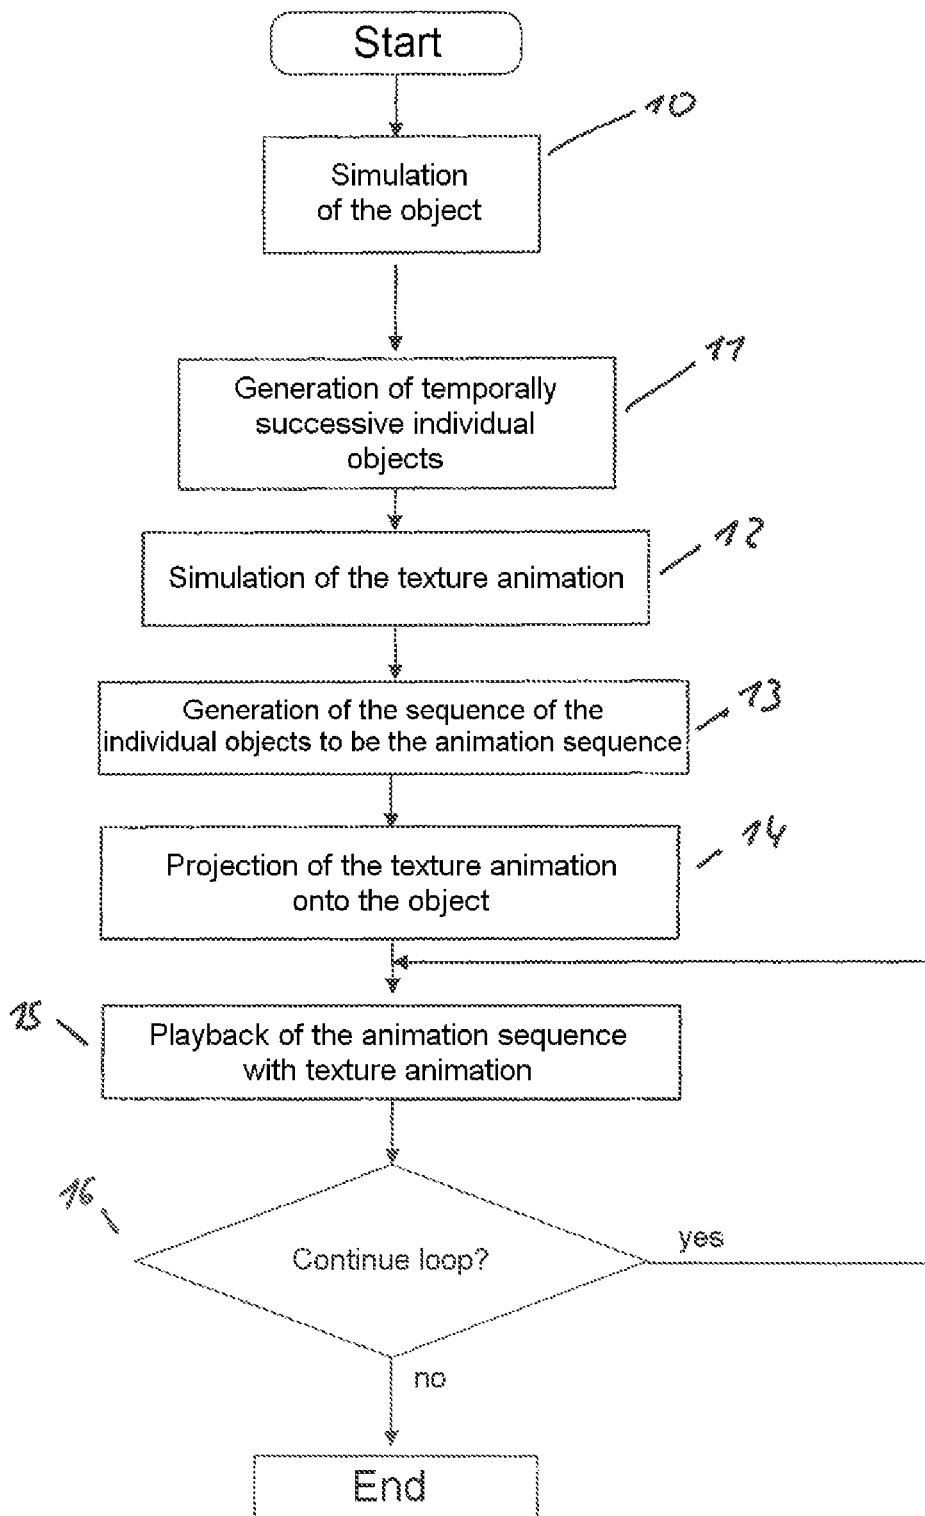 Start
10
Simulation
of the object
11
Generation of temporally
successive individual
objects
12
Simulation of the texture animation
13
Generation of the sequence of the
individual objects to be the animation sequence
14
Projection of the texture animation
onto the object
15
Playback of the animation sequence
with texture animation
16
Continue loop?
yes
no
End